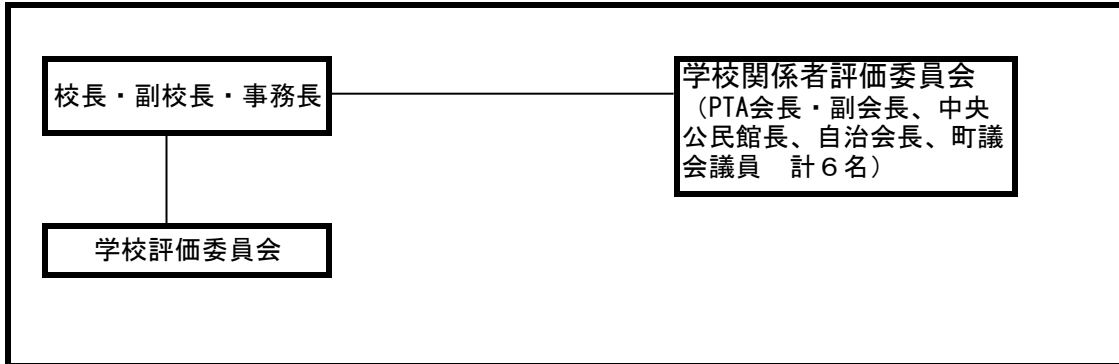 校長・副校長・事務長
学校関係者評価委員会
（PTA会長・副会長、中央
公民館長、自治会長、町議
会議員　計６名）
学校評価委員会